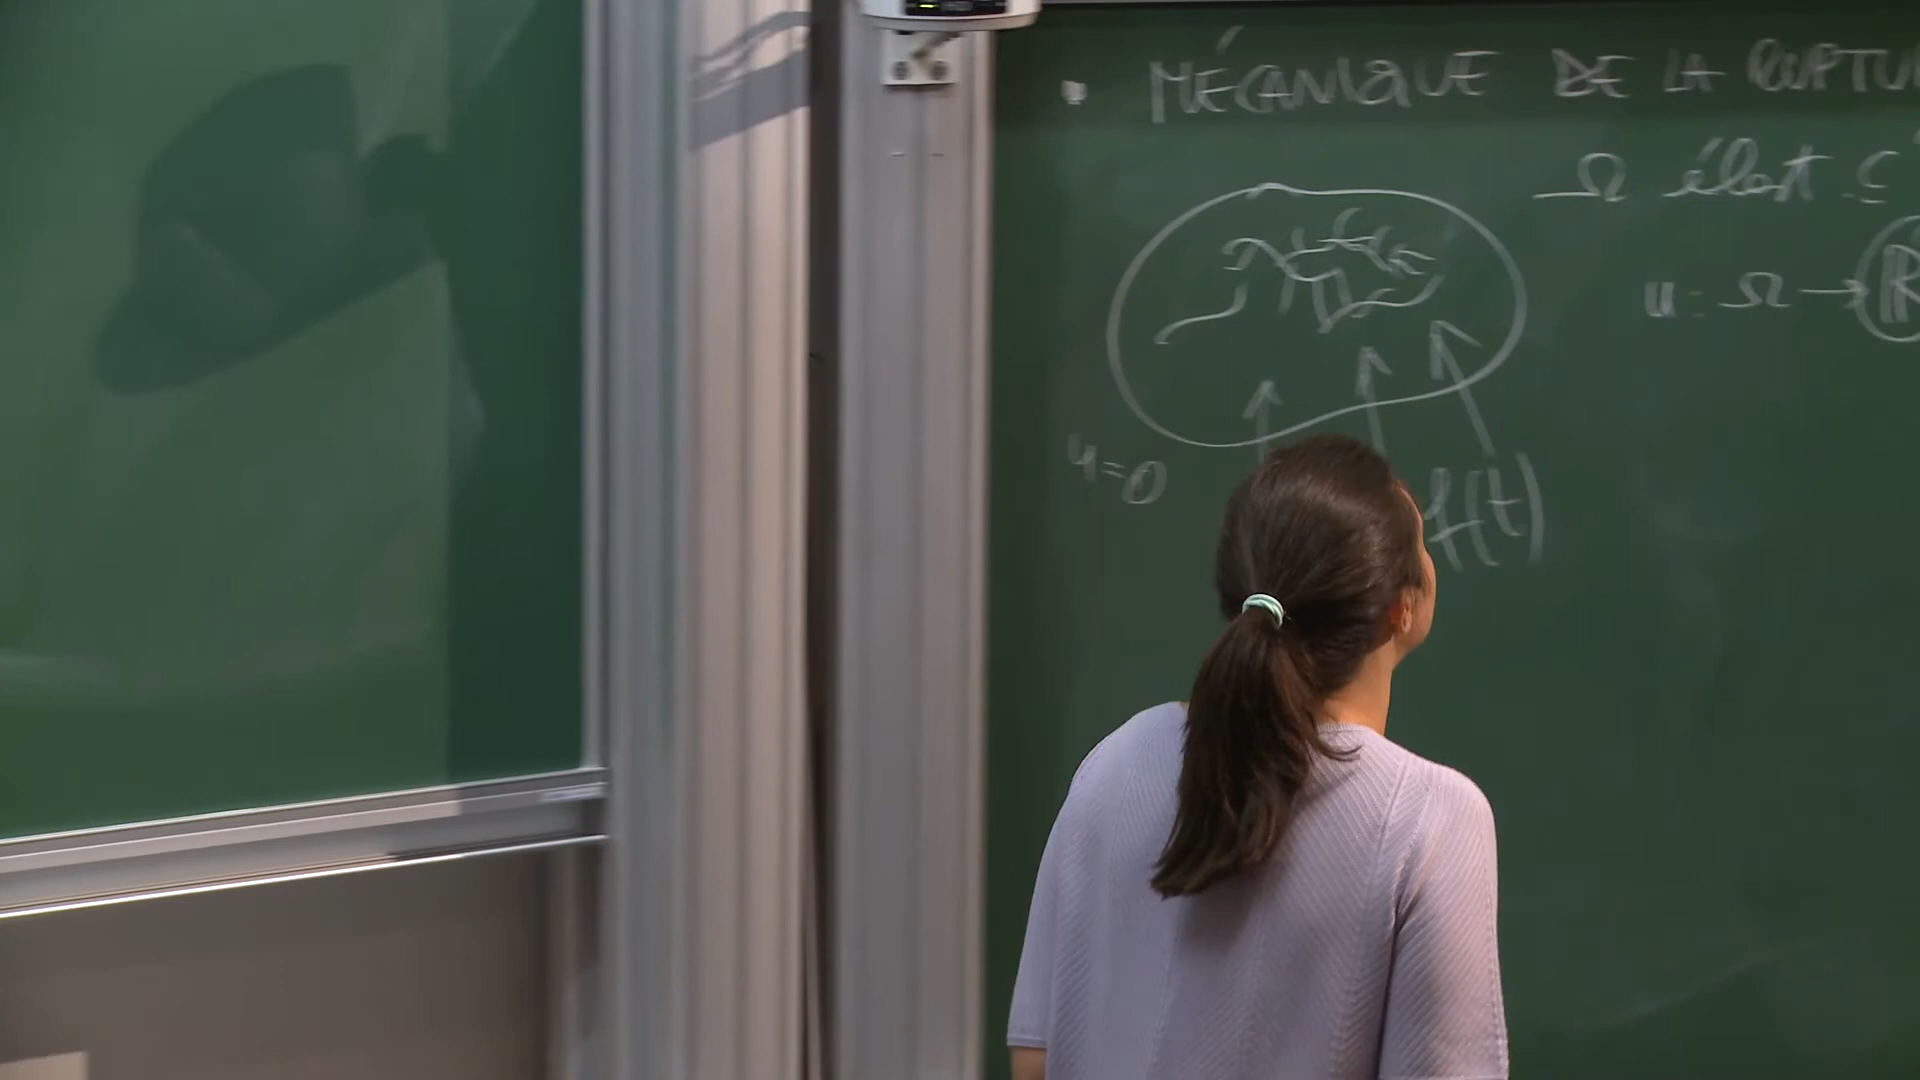 MÉCANIQUE DE LA RUPTU
Ω élast
u : Ω → ℝ
u=0
f(t)